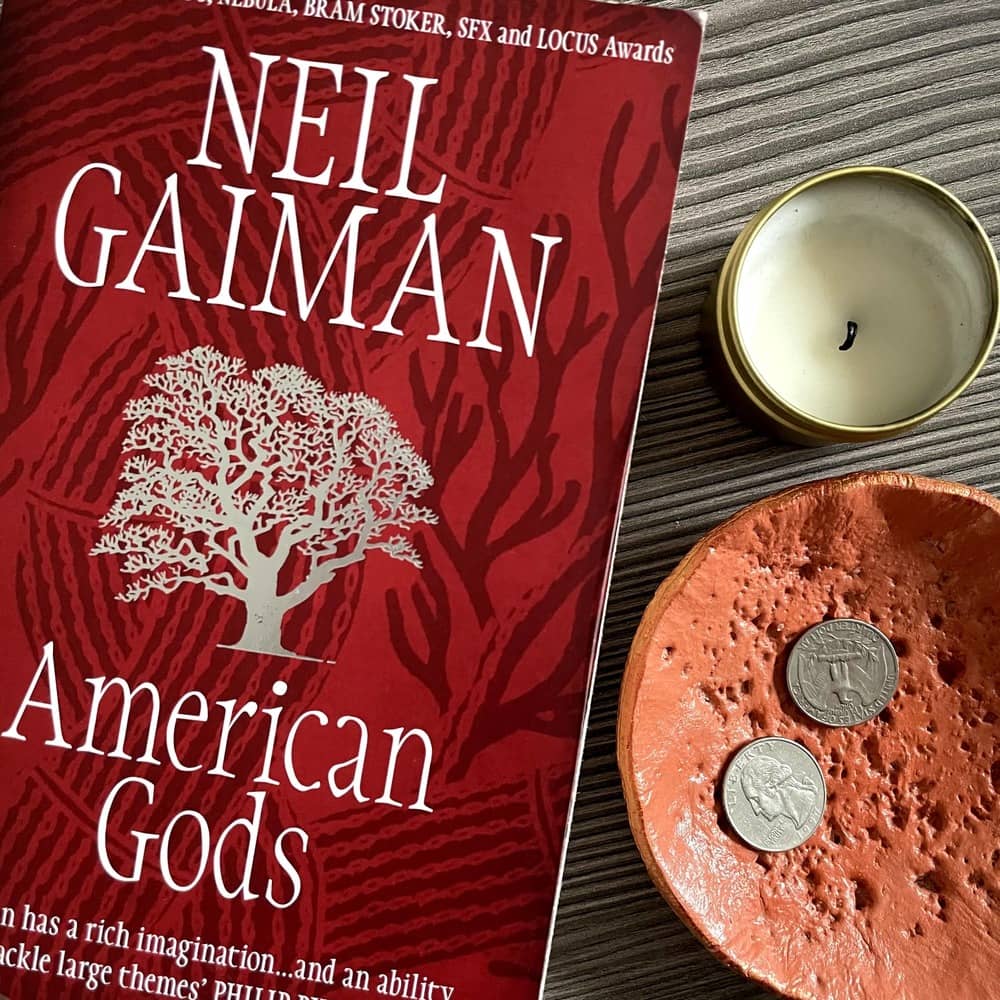 NEBULA, BRAM STOKER, SFX and LOCUS Awards
NEIL
GAIMAN
American
Gods
has a rich imagination...and an ability
large themes' PHILIP
LIBERTY